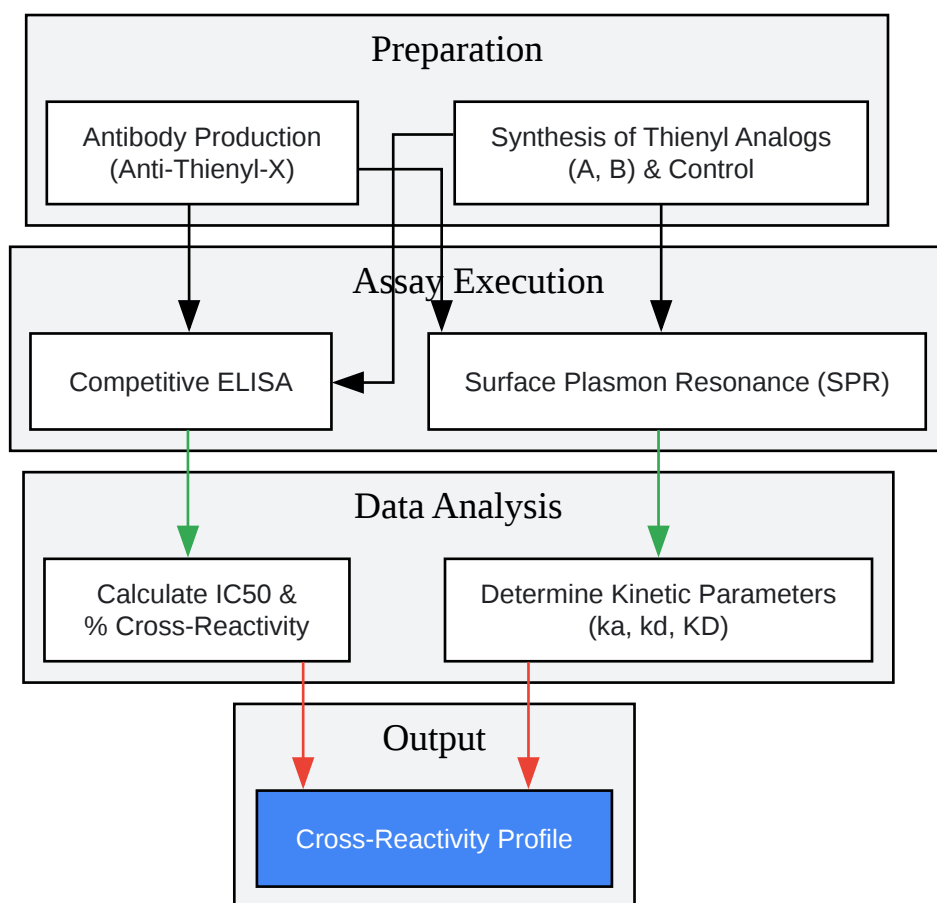 Preparation
Antibody Production
(Anti-Thienyl-X)
Synthesis of Thienyl Analogs
(A, B) & Control
Assay Execution
Competitive ELISA
Surface Plasmon Resonance (SPR)
Data Analysis
Calculate IC50 &
% Cross-Reactivity
Determine Kinetic Parameters
(ka, kd, KD)
Output
Cross-Reactivity Profile